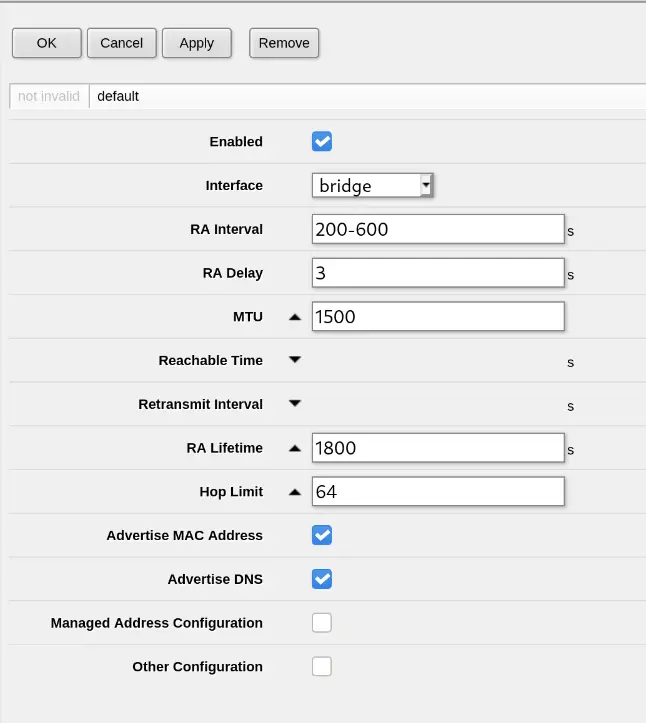 OK Cancel Apply Remove
not invalid default
Enabled
Interface bridge
RA Interval 200-600 s
RA Delay 3 s
MTU 1500
Reachable Time s
Retransmit Interval s
RA Lifetime 1800 s
Hop Limit 64
Advertise MAC Address
Advertise DNS
Managed Address Configuration
Other Configuration